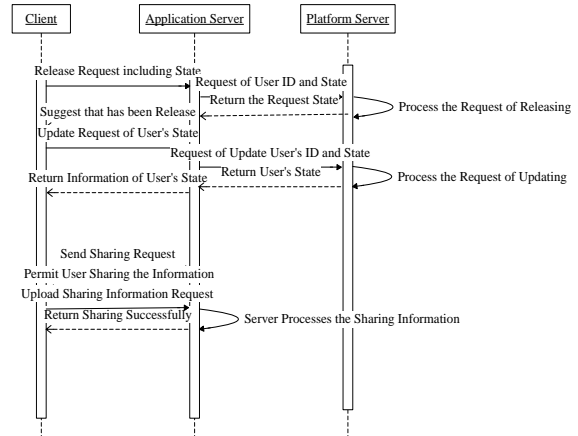 Client
Application Server
Platform Server
Release Request including State
Request of User ID and State
Return the Request State
Process the Request of Releasing
Suggest that has been Release
Update Request of User's State
Request of Update User's ID and State
Return User's State
Process the Request of Updating
Return Information of User's State
Send Sharing Request
Permit User Sharing the Information
Upload Sharing Information Request
Return Sharing Successfully
Server Processes the Sharing Information